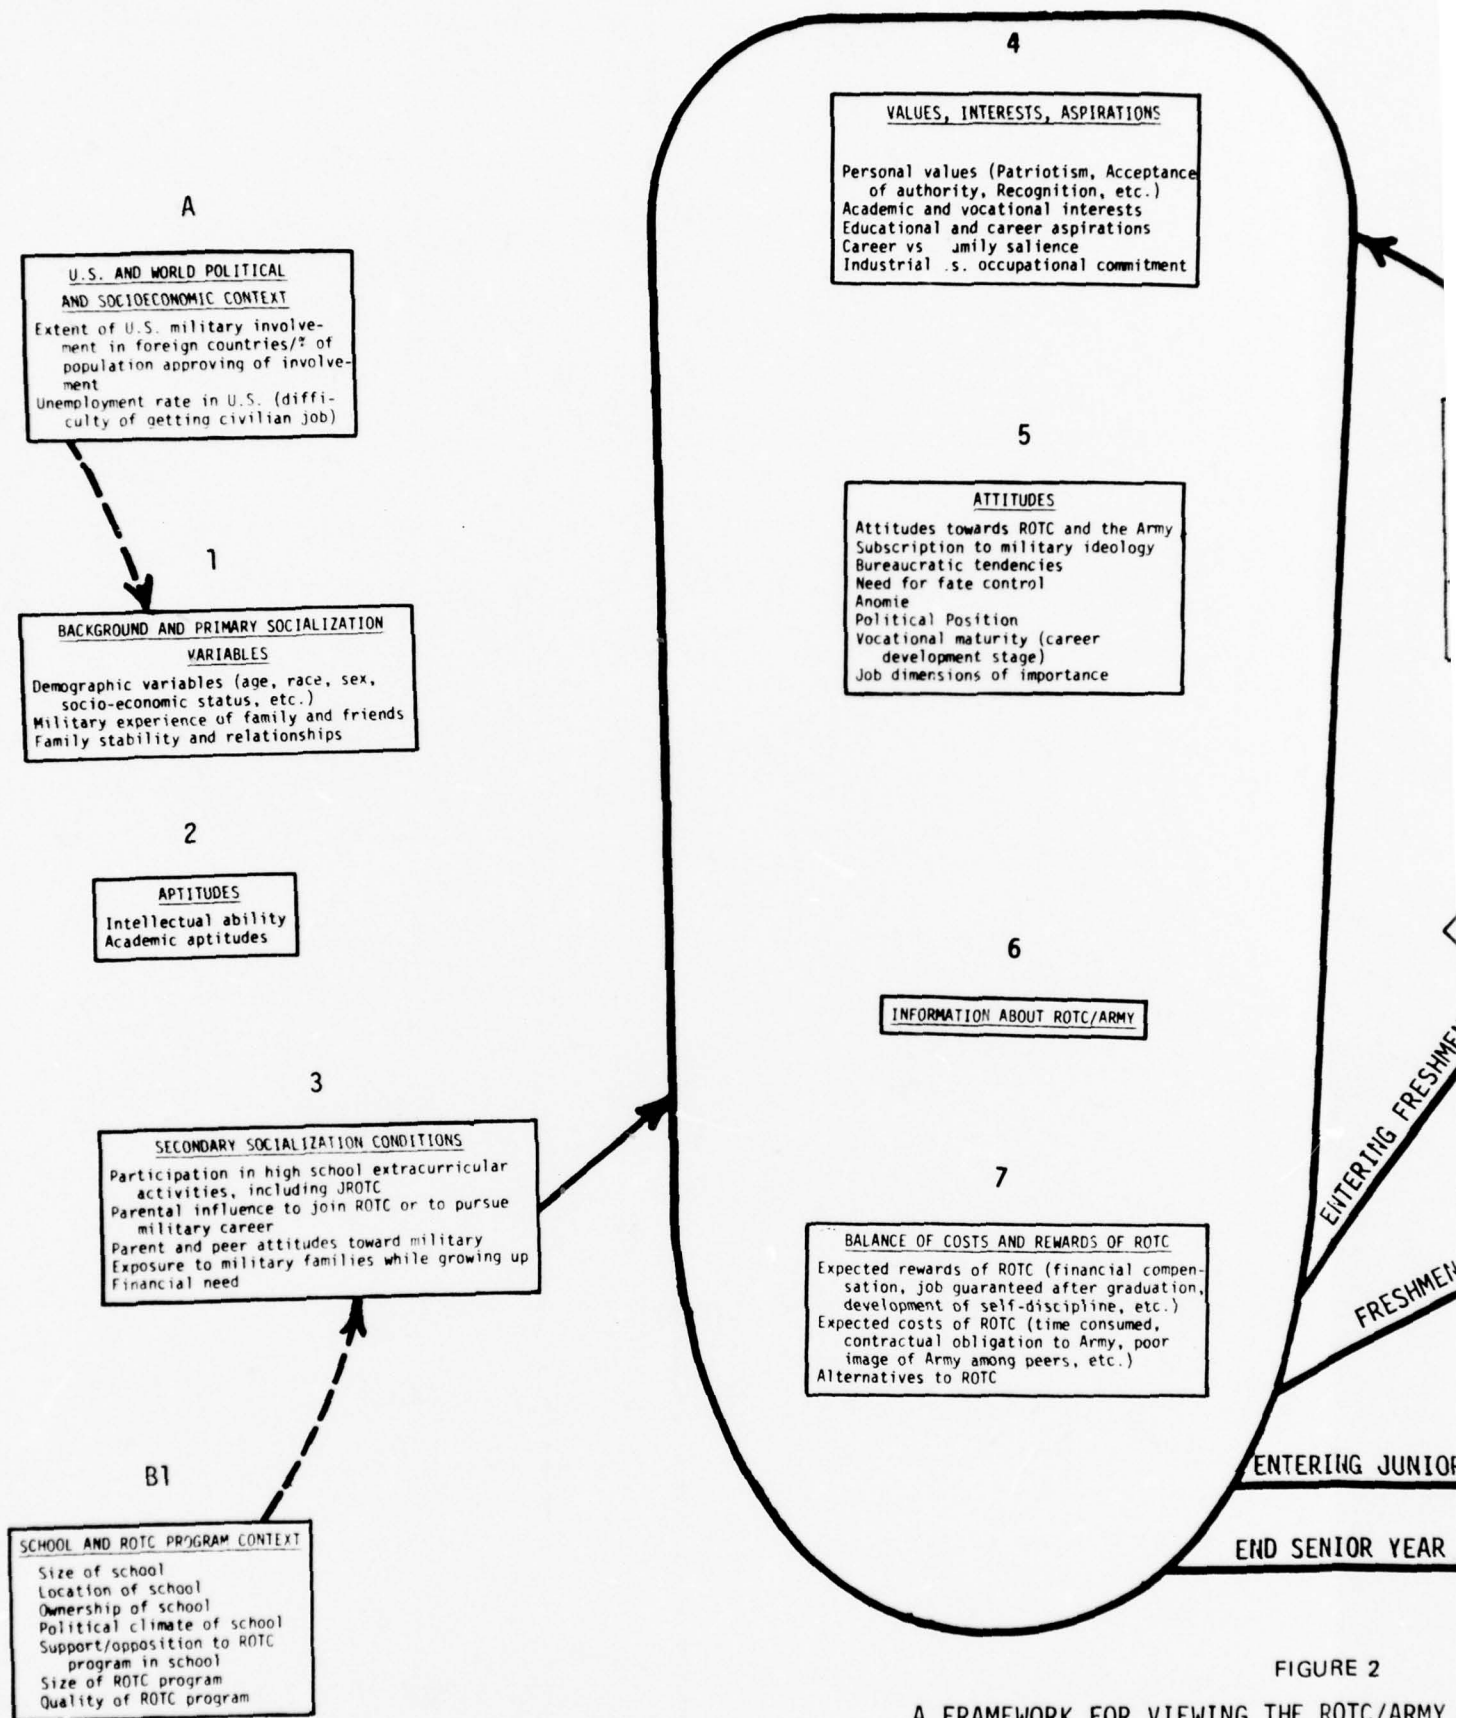 A
U.S. AND WORLD POLITICAL
AND SOCIOECONOMIC CONTEXT
Extent of U.S. military involve-
ment in foreign countries/% of
population approving of involve-
ment
Unemployment rate in U.S. (diffi-
culty of getting civilian job)
1
BACKGROUND AND PRIMARY SOCIALIZATION
VARIABLES
Demographic variables (age, race, sex,
socio-economic status, etc.)
Military experience of family and friends
Family stability and relationships
2
APTITUDES
Intellectual ability
Academic aptitudes
3
SECONDARY SOCIALIZATION CONDITIONS
Participation in high school extracurricular
activities, including JROTC
Parental influence to join ROTC or to pursue
military career
Parent and peer attitudes toward military
Exposure to military families while growing up
Financial need
B1
SCHOOL AND ROTC PROGRAM CONTEXT
Size of school
Location of school
Ownership of school
Political climate of school
Support/opposition to ROTC
program in school
Size of ROTC program
Quality of ROTC program
4
VALUES, INTERESTS, ASPIRATIONS
Personal values (Patriotism, Acceptance
of authority, Recognition, etc.)
Academic and vocational interests
Educational and career aspirations
Career vs salience
Industrial occupational commitment
5
ATTITUDES
Attitudes towards ROTC and the Army
Subscription to military ideology
Bureaucratic tendencies
Need for fate control
Anomie
Political Position
Vocational maturity (career
development stage)
Job dimensions of importance
6
INFORMATION ABOUT ROTC/ARMY
7
BALANCE OF COSTS AND REWARDS OF ROTC
Expected rewards of ROTC (financial compen-
sation, job guaranteed after graduation,
development of self-discipline, etc.)
Expected costs of ROTC (time consumed,
contractual obligation to Army, poor
image of Army among peers, etc.)
Alternatives to ROTC
ENTERING FRESHME
FRESHMEN
ENTERING JUNIOR
END SENIOR YEAR
FIGURE 2
A FRAMEWORK FOR VIEWING THE ROTC/ARMY